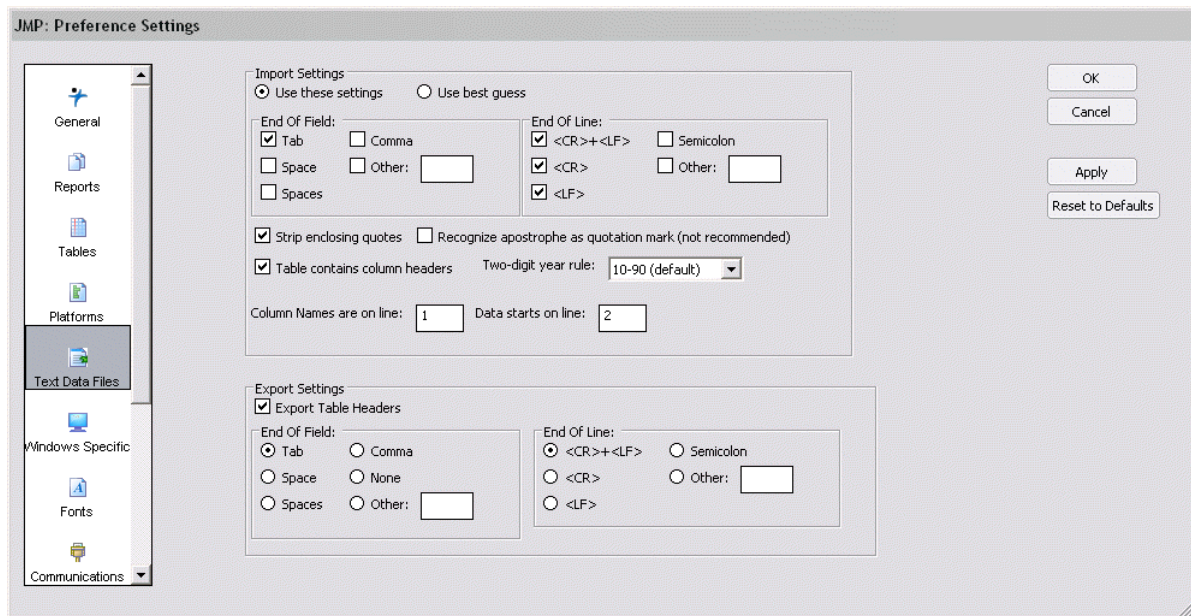 JMP: Preference Settings
General
Reports
Tables
Platforms
Text Data Files
Windows Specific
Fonts
Communications
Import Settings
Use these settings Use best guess
End Of Field:
Tab Comma
Space Other:
Spaces
End Of Line:
<CR>+<LF> Semicolon
<CR> Other:
<LF>
Strip enclosing quotes Recognize apostrophe as quotation mark (not recommended)
Table contains column headers Two-digit year rule: 10-90 (default)
Column Names are on line: 1 Data starts on line: 2
Export Settings
Export Table Headers
End Of Field:
Tab Comma
Space None
Spaces Other:
End Of Line:
<CR>+<LF> Semicolon
<CR> Other:
<LF>
OK
Cancel
Apply
Reset to Defaults